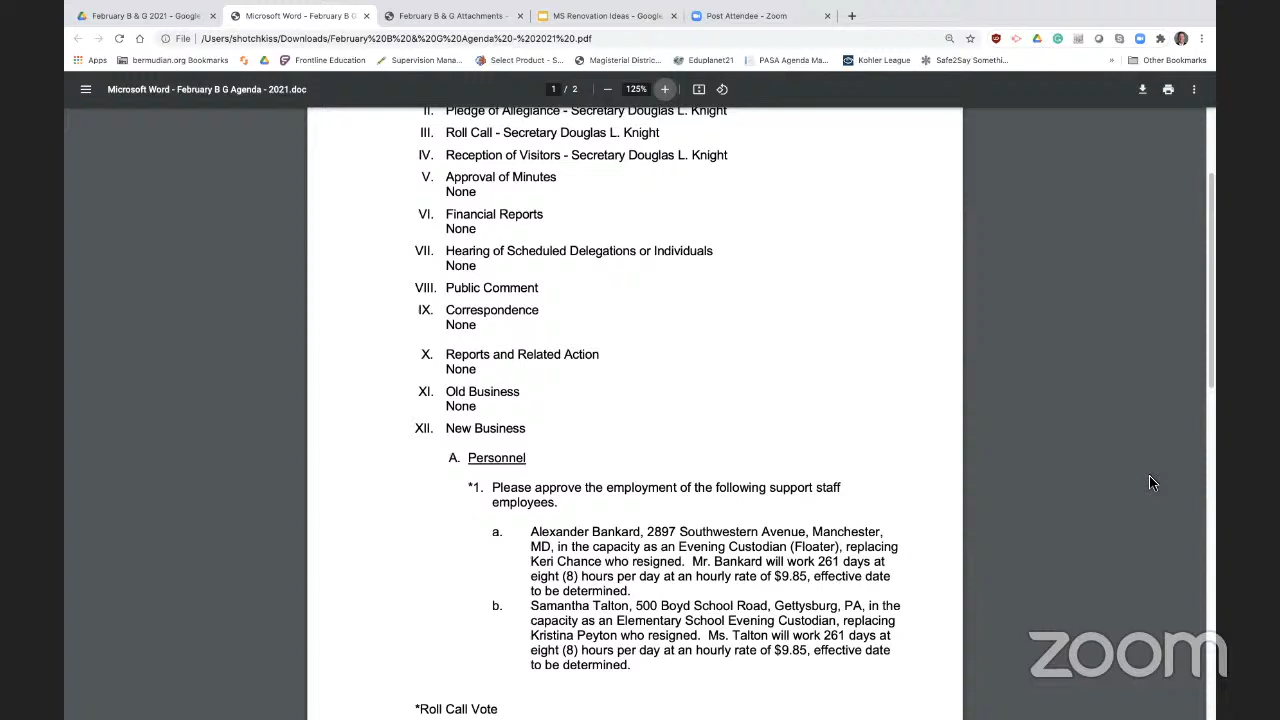 February B & G 2021 - Google
Microsoft Word - February B G
February B & G Attachments -
MS Renovation Ideas - Google
Post Attendee - Zoom
File
/Users/shotchkiss/Downloads/February%20B%20&%20G%20Agenda%20-%202021%20.pdf
Apps
bermudian.org Bookmarks
Frontline Education
Supervision Mana...
Select Product - S...
Magisterial Distric...
Eduplanet21
PASA Agenda Ma...
Kohler League
Safe2Say Somethi...
»
Other Bookmarks
Microsoft Word - February B G Agenda - 2021.doc
1 / 2
125%
II. Pledge of Allegiance - Secretary Douglas L. Knight
III. Roll Call - Secretary Douglas L. Knight
IV. Reception of Visitors - Secretary Douglas L. Knight
V. Approval of Minutes
None
VI. Financial Reports
None
VII. Hearing of Scheduled Delegations or Individuals
None
VIII. Public Comment
IX. Correspondence
None
X. Reports and Related Action
None
XI. Old Business
None
XII. New Business
A. Personnel
*1. Please approve the employment of the following support staff
employees.
a. Alexander Bankard, 2897 Southwestern Avenue, Manchester,
MD, in the capacity as an Evening Custodian (Floater), replacing
Keri Chance who resigned. Mr. Bankard will work 261 days at
eight (8) hours per day at an hourly rate of $9.85, effective date
to be determined.
b. Samantha Talton, 500 Boyd School Road, Gettysburg, PA, in the
capacity as an Elementary School Evening Custodian, replacing
Kristina Peyton who resigned. Ms. Talton will work 261 days at
eight (8) hours per day at an hourly rate of $9.85, effective date
to be determined.
*Roll Call Vote
zoom